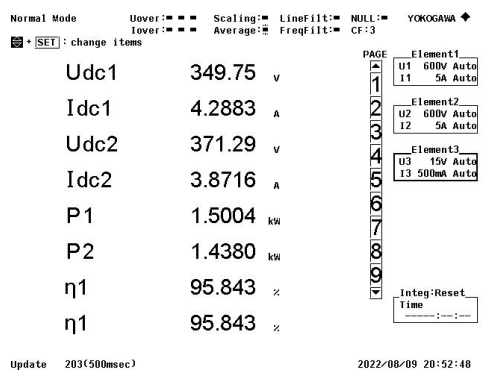 Normal Mode Uover:■ ■ ■ Scaling:■ LineFilt:■ NULL:■ YOKOGAWA ◆
Iover:■ ■ ■ Average:■ FreqFilt:■ CF:3
+ SET : change items
PAGE
1
2
3
4
5
6
7
8
9
Udc1 349.75 V
Idc1 4.2883 A
Udc2 371.29 V
Idc2 3.8716 A
P1 1.5004 kW
P2 1.4380 kW
η1 95.843 %
η1 95.843 %
Element1
U1 600V Auto
I1 5A Auto
Element2
U2 600V Auto
I2 5A Auto
Element3
U3 15V Auto
I3 500mA Auto
Integ:Reset
Time
-----:--:--
Update 203(500msec) 2022/08/09 20:52:48